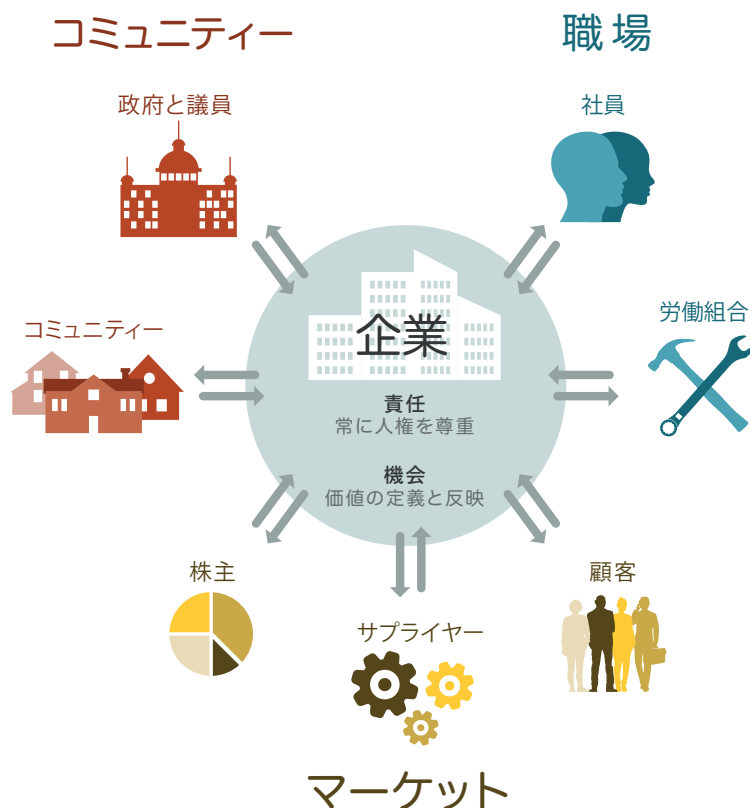 コミュニティー
職場
政府と議員
社員
コミュニティー
企業
労働組合
責任
常に人権を尊重
機会
価値の定義と反映
株主
サプライヤー
顧客
マーケット